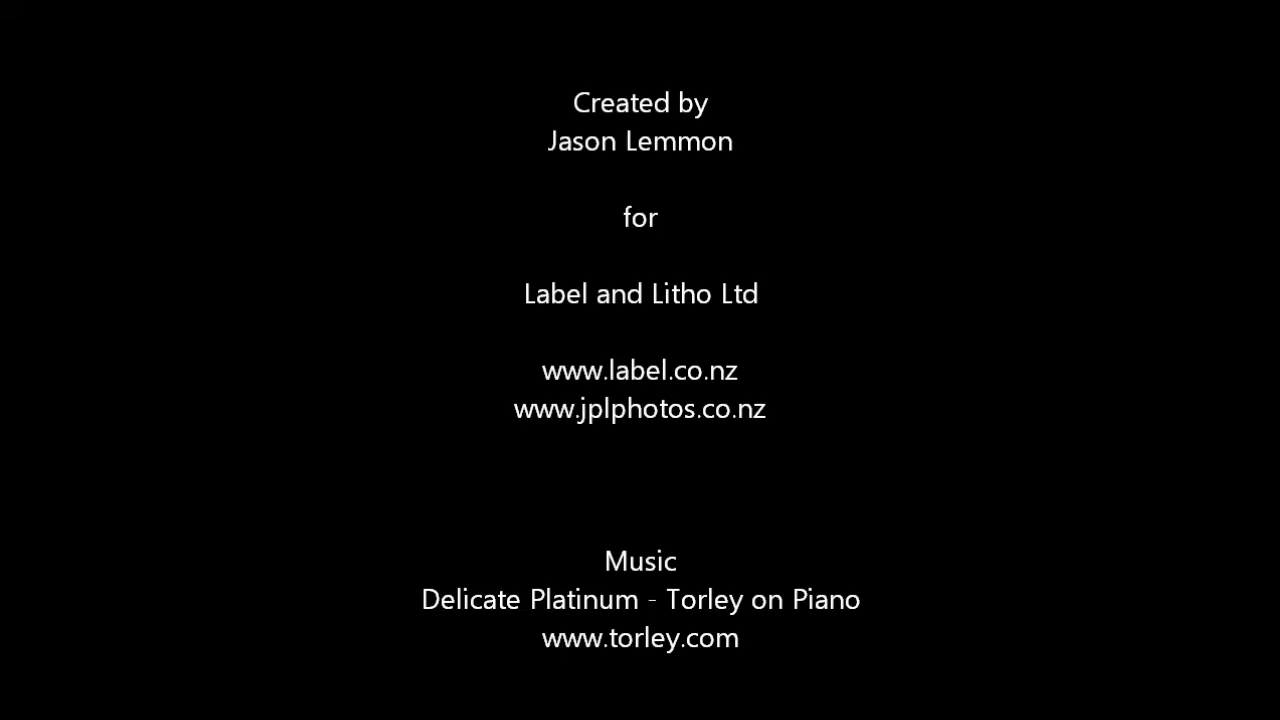 Created by
Jason Lemmon
for
Label and Litho Ltd
www.label.co.nz
www.jplphotos.co.nz
Music
Delicate Platinum - Torley on Piano
www.torley.com